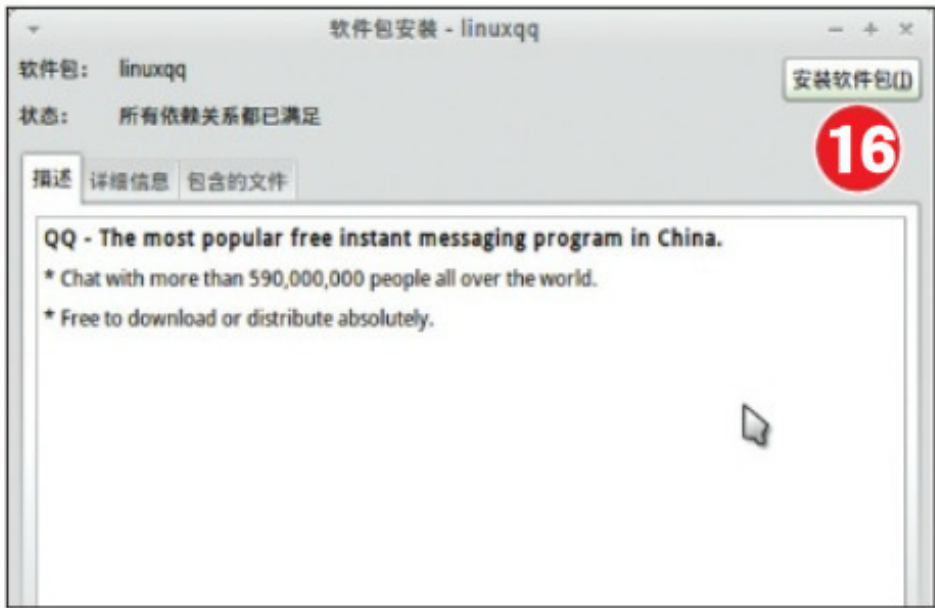 软件包安装 - linuxqq
软件包: linuxqq
安装软件包(I)
状态: 所有依赖关系都已满足
16
描述 详细信息 包含的文件
QQ - The most popular free instant messaging program in China.
* Chat with more than 590,000,000 people all over the world.
* Free to download or distribute absolutely.